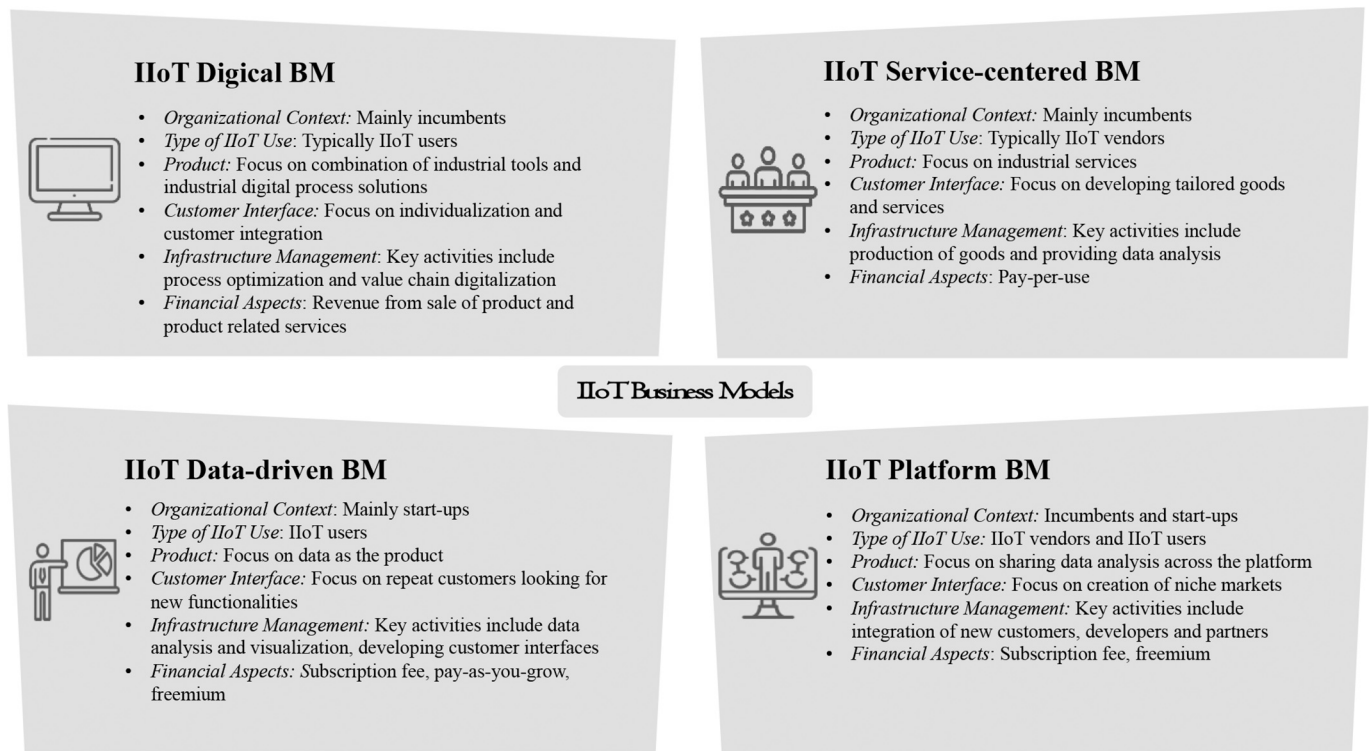 IIoT Digical BM
• Organizational Context: Mainly incumbents
• Type of IIoT Use: Typically IIoT users
• Product: Focus on combination of industrial tools and
industrial digital process solutions
• Customer Interface: Focus on individualization and
customer integration
• Infrastructure Management: Key activities include
process optimization and value chain digitalization
• Financial Aspects: Revenue from sale of product and
product related services
IIoT Service-centered BM
• Organizational Context: Mainly incumbents
• Type of IIoT Use: Typically IIoT vendors
• Product: Focus on industrial services
• Customer Interface: Focus on developing tailored goods
and services
• Infrastructure Management: Key activities include
production of goods and providing data analysis
• Financial Aspects: Pay-per-use
IIoT Business Models
IIoT Data-driven BM
• Organizational Context: Mainly start-ups
• Type of IIoT Use: IIoT users
• Product: Focus on data as the product
• Customer Interface: Focus on repeat customers looking for
new functionalities
• Infrastructure Management: Key activities include data
analysis and visualization, developing customer interfaces
• Financial Aspects: Subscription fee, pay-as-you-grow,
freemium
IIoT Platform BM
• Organizational Context: Incumbents and start-ups
• Type of IIoT Use: IIoT vendors and IIoT users
• Product: Focus on sharing data analysis across the platform
• Customer Interface: Focus on creation of niche markets
• Infrastructure Management: Key activities include
integration of new customers, developers and partners
• Financial Aspects: Subscription fee, freemium